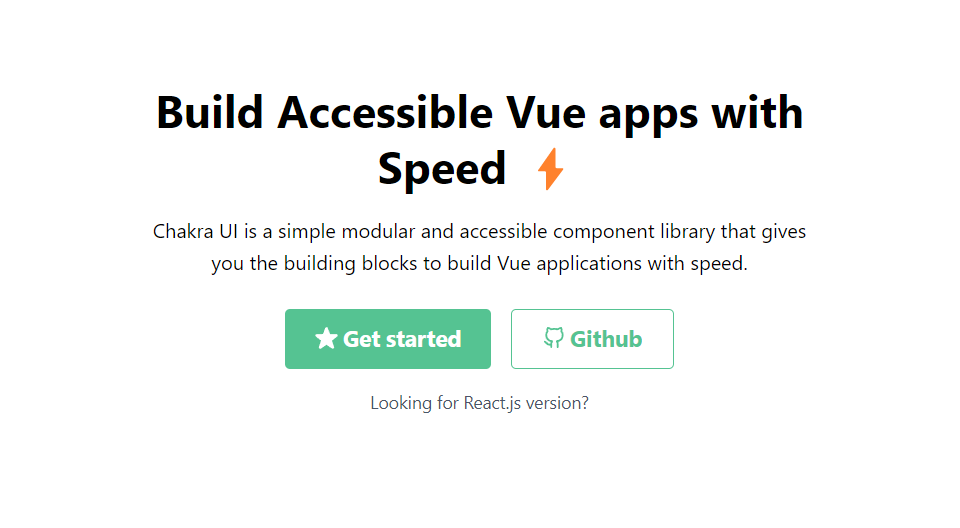 Build Accessible Vue apps with
Speed
Chakra UI is a simple modular and accessible component library that gives
you the building blocks to build Vue applications with speed.
Get started
Github
Looking for React.js version?